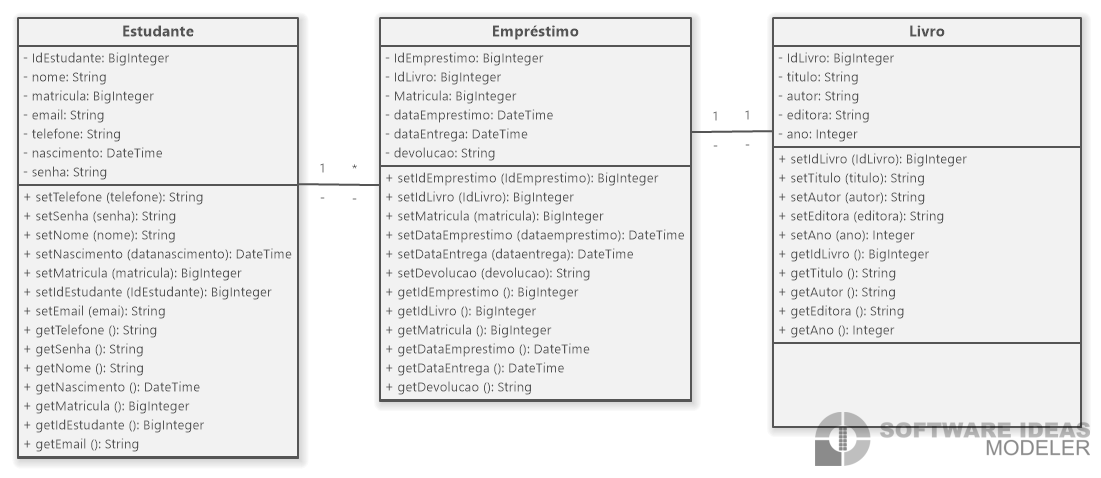 Estudante
- IdEstudante: BigInteger
- nome: String
- matricula: BigInteger
- email: String
- telefone: String
- nascimento: DateTime
- senha: String
+ setTelefone (telefone): String
+ setSenha (senha): String
+ setNome (nome): String
+ setNascimento (datanascimento): DateTime
+ setMatricula (matricula): BigInteger
+ setIdEstudante (IdEstudante): BigInteger
+ setEmail (emai): String
+ getTelefone (): String
+ getSenha (): String
+ getNome (): String
+ getNascimento (): DateTime
+ getMatricula (): BigInteger
+ getIdEstudante (): BigInteger
+ getEmail (): String
1 *
- -
Empréstimo
- IdEmprestimo: BigInteger
- IdLivro: BigInteger
- Matricula: BigInteger
- dataEmprestimo: DateTime
- dataEntrega: DateTime
- devolucao: String
+ setIdEmprestimo (IdEmprestimo): BigInteger
+ setIdLivro (IdLivro): BigInteger
+ setMatricula (matricula): BigInteger
+ setDataEmprestimo (dataemprestimo): DateTime
+ setDataEntrega (dataentrega): DateTime
+ setDevolucao (devolucao): String
+ getIdEmprestimo (): BigInteger
+ getIdLivro (): BigInteger
+ getMatricula (): BigInteger
+ getDataEmprestimo (): DateTime
+ getDataEntrega (): DateTime
+ getDevolucao (): String
1 1
- -
Livro
- IdLivro: BigInteger
- titulo: String
- autor: String
- editora: String
- ano: Integer
+ setIdLivro (IdLivro): BigInteger
+ setTitulo (titulo): String
+ setAutor (autor): String
+ setEditora (editora): String
+ setAno (ano): Integer
+ getIdLivro (): BigInteger
+ getTitulo (): String
+ getAutor (): String
+ getEditora (): String
+ getAno (): Integer
SOFTWARE IDEAS
MODELER